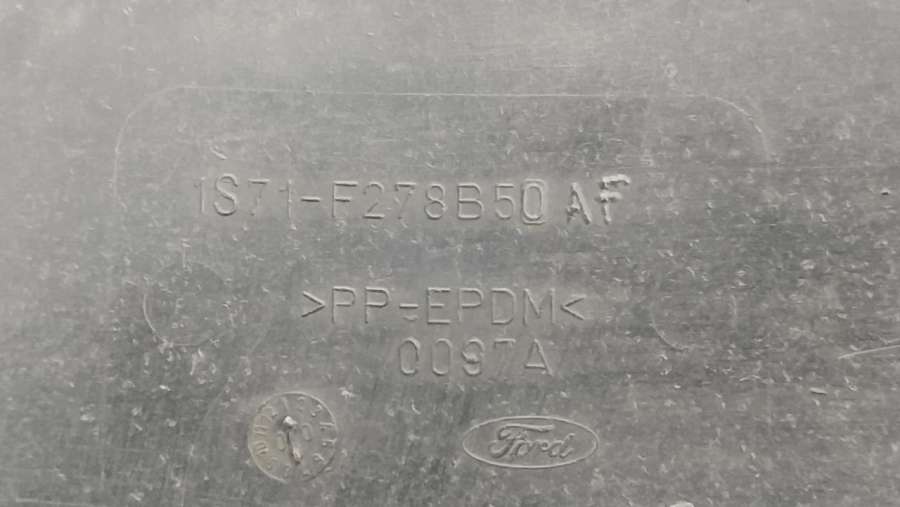 1S71-F278B50 AF
>PP-EPDM<
0097A
Ford